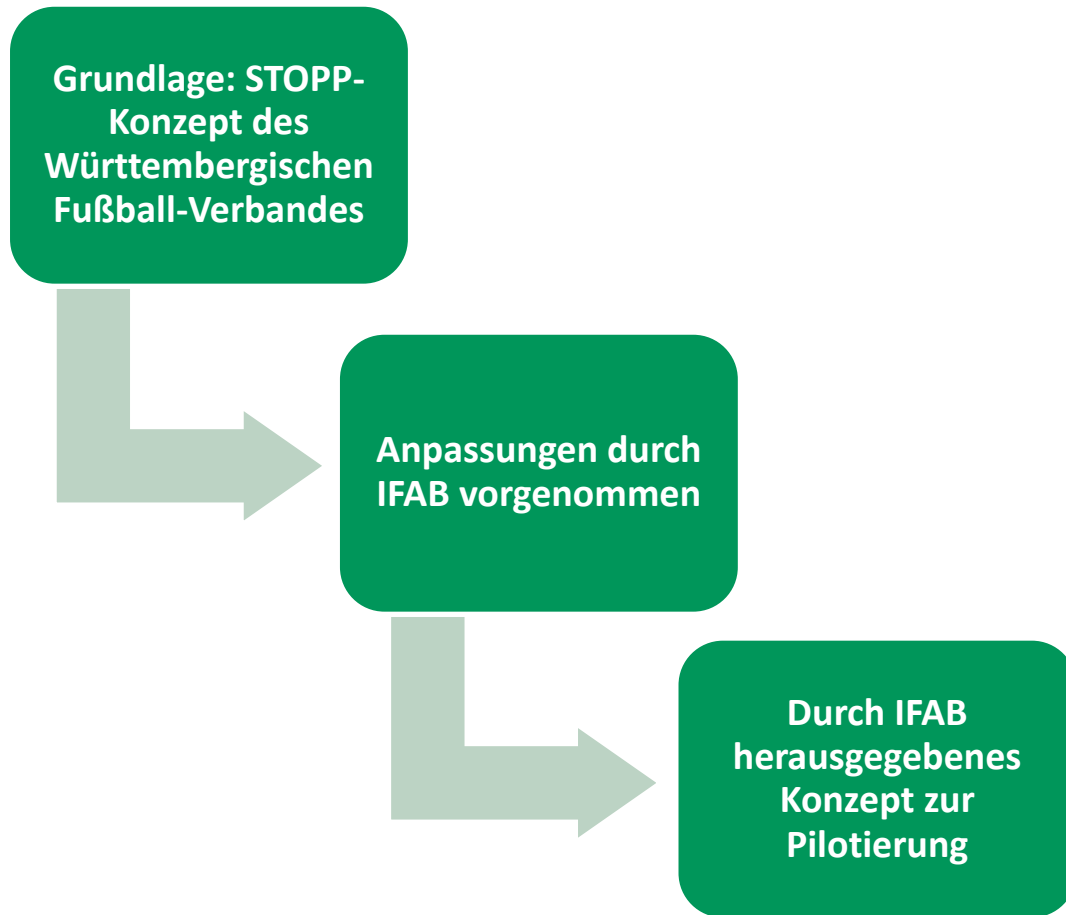 Grundlage: STOPP-
Konzept des
Württembergischen
Fußball-Verbandes
Anpassungen durch
IFAB vorgenommen
Durch IFAB
herausgegebenes
Konzept zur
Pilotierung